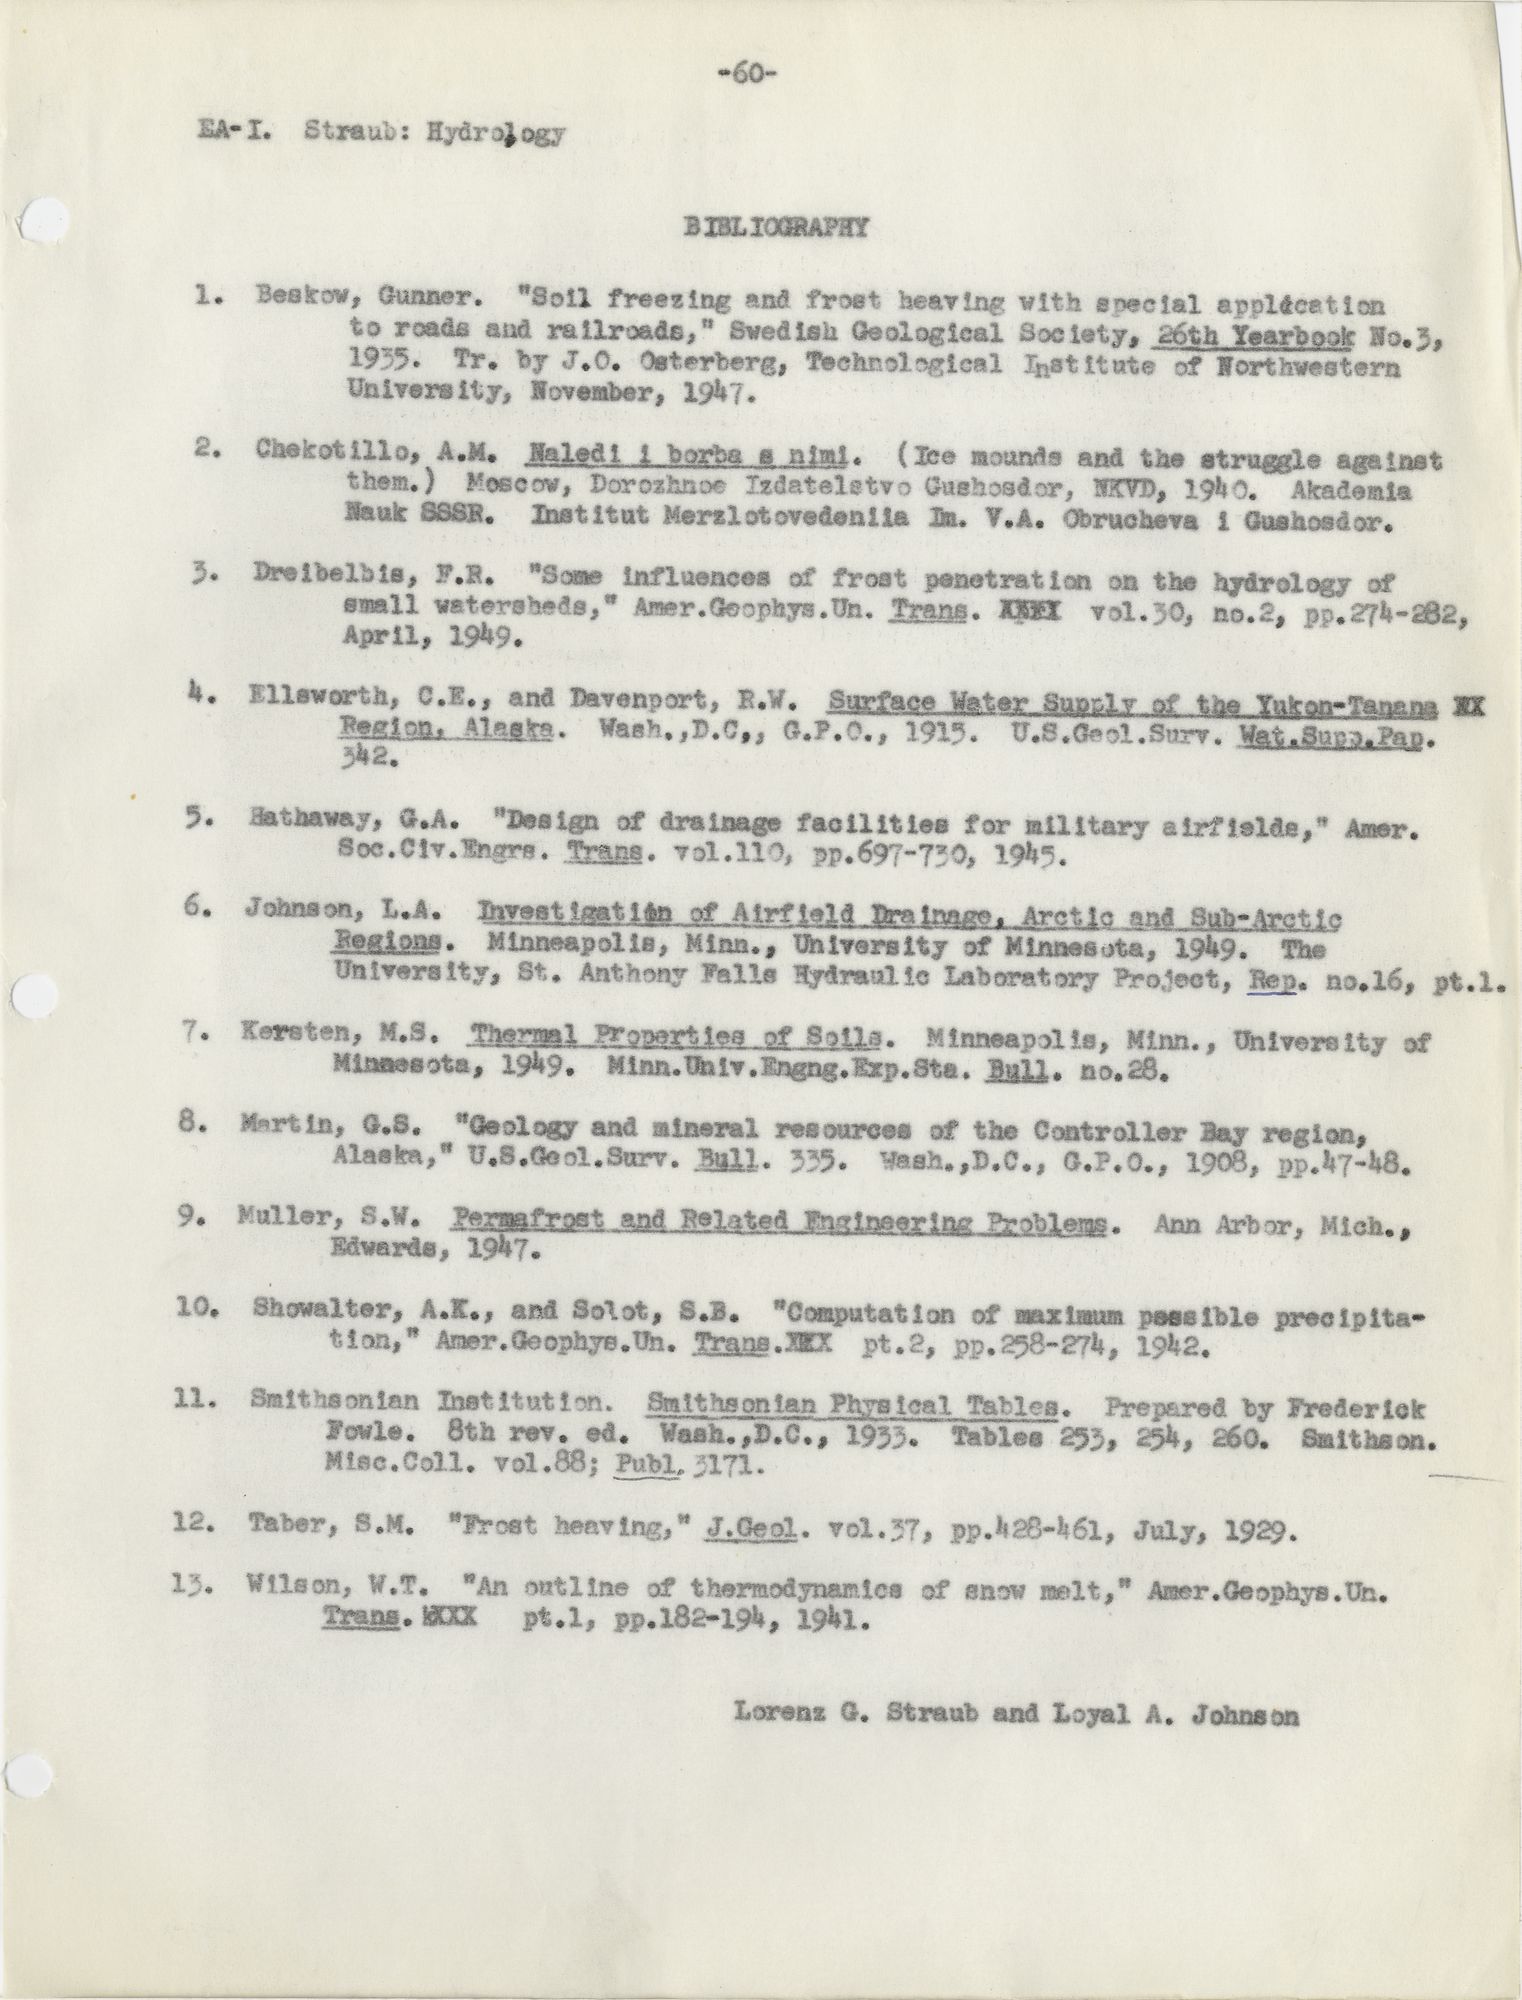 -60-
EA-I. Straub: Hydrology
BIBLIOGRAPHY
1. Beskow, Gunner. "Soil freezing and frost heaving with special application
to roads and railroads," Swedish Geological Society, 26th Yearbook No.3,
1935. Tr. by J.O. Osterberg, Technological Institute of Northwestern
University, November, 1947.
2. Chekotillo, A.M. Naledi i borba s nimi. (Ice mounds and the struggle against
them.) Moscow, Dorozhnoe Izdatelstvo Gushosdor, NKVD, 1940. Akademia
Nauk SSSR. Institut Merzlotovedeniia Im. V.A. Obrucheva i Gushosdor.
3. Dreibelbis, F.R. "Some influences of frost penetration on the hydrology of
small watersheds," Amer.Geophys.Un. Trans. vol.30, no.2, pp.274-282,
April, 1949.
4. Ellsworth, C.E., and Davenport, R.W. Surface Water Supply of the Yukon-Tanana
Region, Alaska. Wash.,D.C,, G.P.O., 1915. U.S.Geol.Surv. Wat.Supp.Pap.
342.
5. Hathaway, G.A. "Design of drainage facilities for military airfields," Amer.
Soc.Civ.Engrs. Trans. vol.110, pp.697-730, 1945.
6. Johnson, L.A. Investigation of Airfield Drainage, Arctic and Sub-Arctic
Regions. Minneapolis, Minn., University of Minnesota, 1949. The
University, St. Anthony Falls Hydraulic Laboratory Project, Rep. no.16, pt.1.
7. Kersten, M.S. Thermal Properties of Soils. Minneapolis, Minn., University of
Minnesota, 1949. Minn.Univ.Engng.Exp.Sta. Bull. no.28.
8. Martin, G.S. "Geology and mineral resources of the Controller Bay region,
Alaska," U.S.Geol.Surv. Bull. 335. Wash.,D.C., G.P.O., 1908, pp.47-48.
9. Muller, S.W. Permafrost and Related Engineering Problems. Ann Arbor, Mich.,
Edwards, 1947.
10. Showalter, A.K., and Solot, S.B. "Computation of maximum possible precipita-
tion," Amer.Geophys.Un. Trans. pt.2, pp.258-274, 1942.
11. Smithsonian Institution. Smithsonian Physical Tables. Prepared by Frederick
Fowle. 8th rev. ed. Wash.,D.C., 1933. Tables 253, 254, 260. Smithson.
Misc.Coll. vol.88; Publ. 3171.
12. Taber, S.M. "Frost heaving," J.Geol. vol.37, pp.428-461, July, 1929.
13. Wilson, W.T. "An outline of thermodynamics of snow melt," Amer.Geophys.Un.
Trans. pt.1, pp.182-194, 1941.
Lorenz G. Straub and Loyal A. Johnson